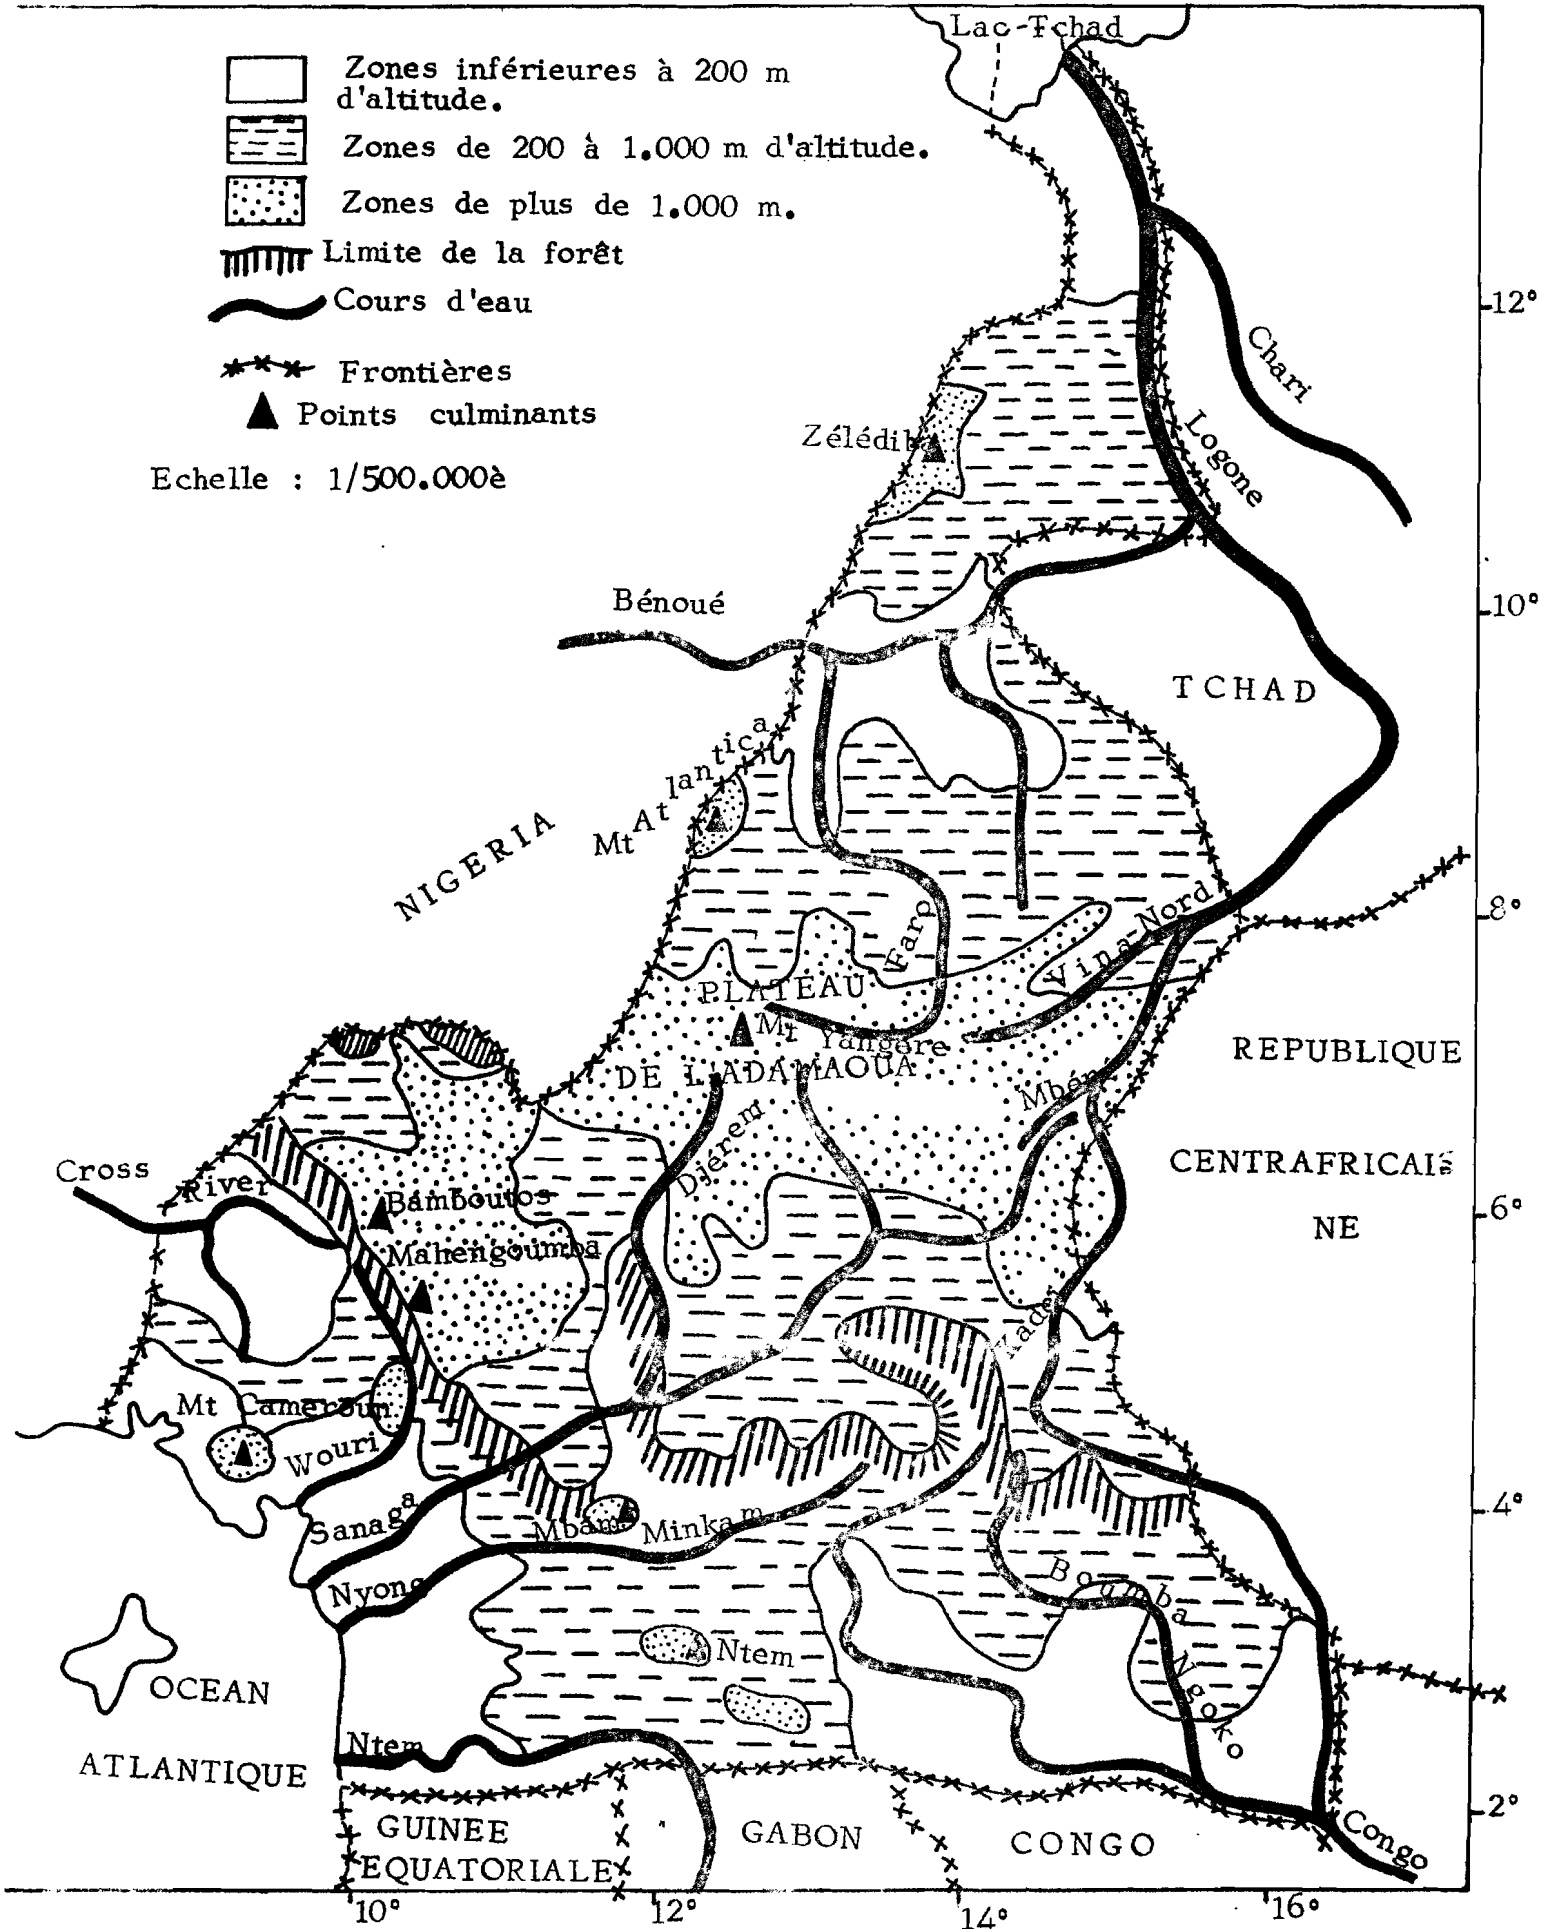 Lac-Tchad
Zones inférieures à 200 m
d'altitude.
Zones de 200 à 1.000 m d'altitude.
Zones de plus de 1.000 m.
Limite de la forêt
Cours d'eau
Frontières
Points culminants
Echelle : 1/500.000è
12°
Chari
Zélédiba
Logone
10°
Bénoué
TCHAD
Mt Atlantica
NIGERIA
8°
Faro
Vina-Nord
PLATEAU
Mt Yangere
DE L'ADAMAOUA
REPUBLIQUE
Mbéré
Djérem
CENTRAFRICAIS
NE
Cross
River
Bamboutos
6°
Mahengoumba
Kadei
Mt Cameroun
Wouri
Sanaga
Mbam Minkam
4°
Nyong
Boumba
Ntem
Ngoko
OCEAN
ATLANTIQUE
Ntem
2°
GUINEE
EQUATORIALE
GABON
CONGO
Congo
10°
12°
14°
16°